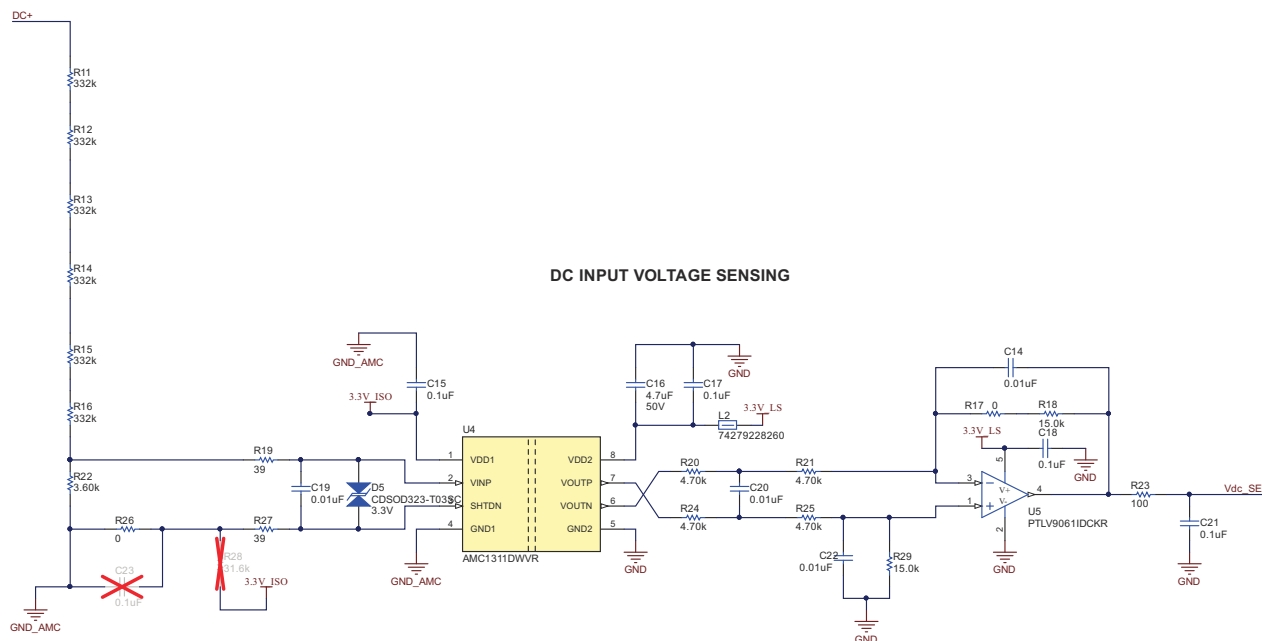 DC+
R11
332k
R12
332k
R13
332k
R14
332k
DC INPUT VOLTAGE SENSING
R15
332k
R16
332k
R22
3.60k
R26
0
C23
0.1uF
GND_AMC
R19
39
R27
39
R28
31.6k
3.3V_ISO
C19
0.01uF
D5
CDSOD323-T03SC
3.3V
GND_AMC
C15
0.1uF
3.3V_ISO
U4
1
VDD1
2
VINP
3
SHTDN
4
GND1
VDD2
8
VOUTP
7
VOUTN
6
GND2
5
AMC1311DWVR
GND_AMC
GND
C16
4.7uF
50V
C17
0.1uF
GND
L2
74279228260
3.3V_LS
R20
4.70k
R21
4.70k
C20
0.01uF
R24
4.70k
R25
4.70k
C22
0.01uF
R29
15.0k
GND
C14
0.01uF
R17
0
R18
15.0k
3.3V_LS
C18
0.1uF
GND
5
3
V+
4
1
V-
2
U5
PTLV9061IDCKR
GND
R23
100
Vdc_SE
C21
0.1uF
GND